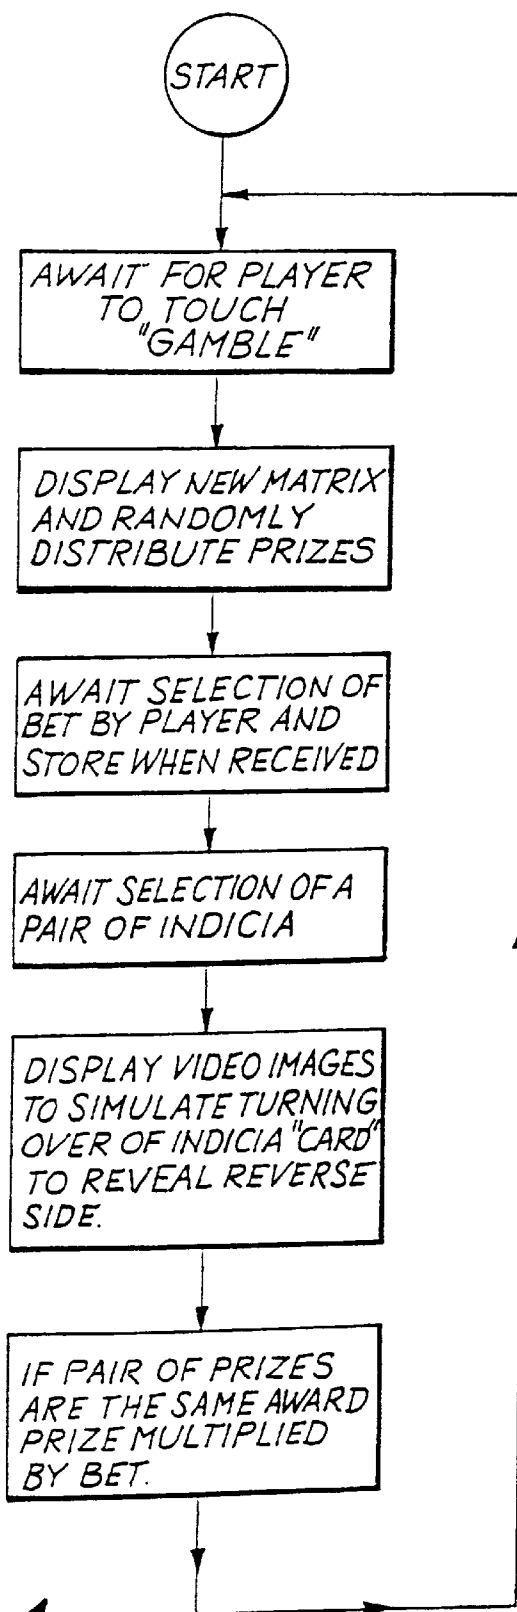 START
AWAIT FOR PLAYER
TO TOUCH
"GAMBLE"
DISPLAY NEW MATRIX
AND RANDOMLY
DISTRIBUTE PRIZES
AWAIT SELECTION OF
BET BY PLAYER AND
STORE WHEN RECEIVED
AWAIT SELECTION OF A
PAIR OF INDICIA
DISPLAY VIDEO IMAGES
TO SIMULATE TURNING
OVER OF INDICIA "CARD"
TO REVEAL REVERSE
SIDE.
IF PAIR OF PRIZES
ARE THE SAME AWARD
PRIZE MULTIPLIED
BY BET.